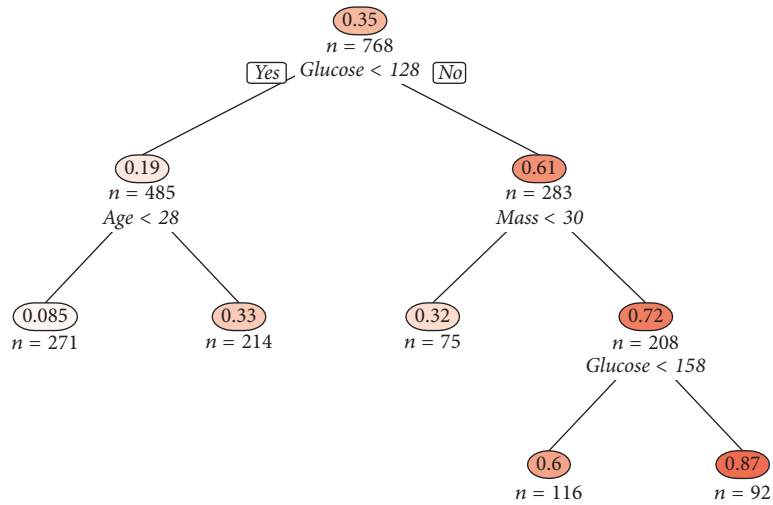 0.35
n = 768
Yes Glucose < 128 No
0.19 0.61
n = 485 n = 283
Age < 28 Mass < 30
0.085 0.33 0.32 0.72
n = 271 n = 214 n = 75 n = 208
Glucose < 158
0.6 0.87
n = 116 n = 92